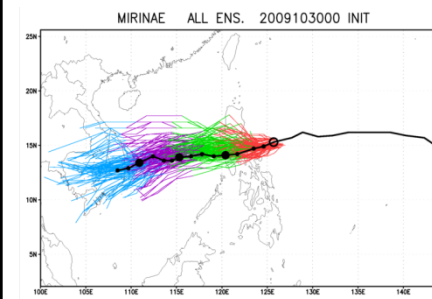 MIRINAE ALL ENS. 2009103000 INIT
25N
20N
15N
10N
5N
100E 105E 110E 115E 120E 125E 130E 135E 140E